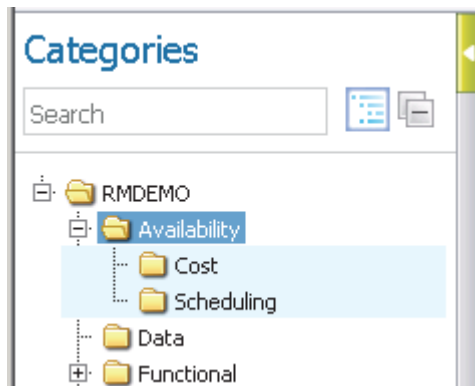 Categories
Search
RMDEMO
Availability
Cost
Scheduling
Data
Functional